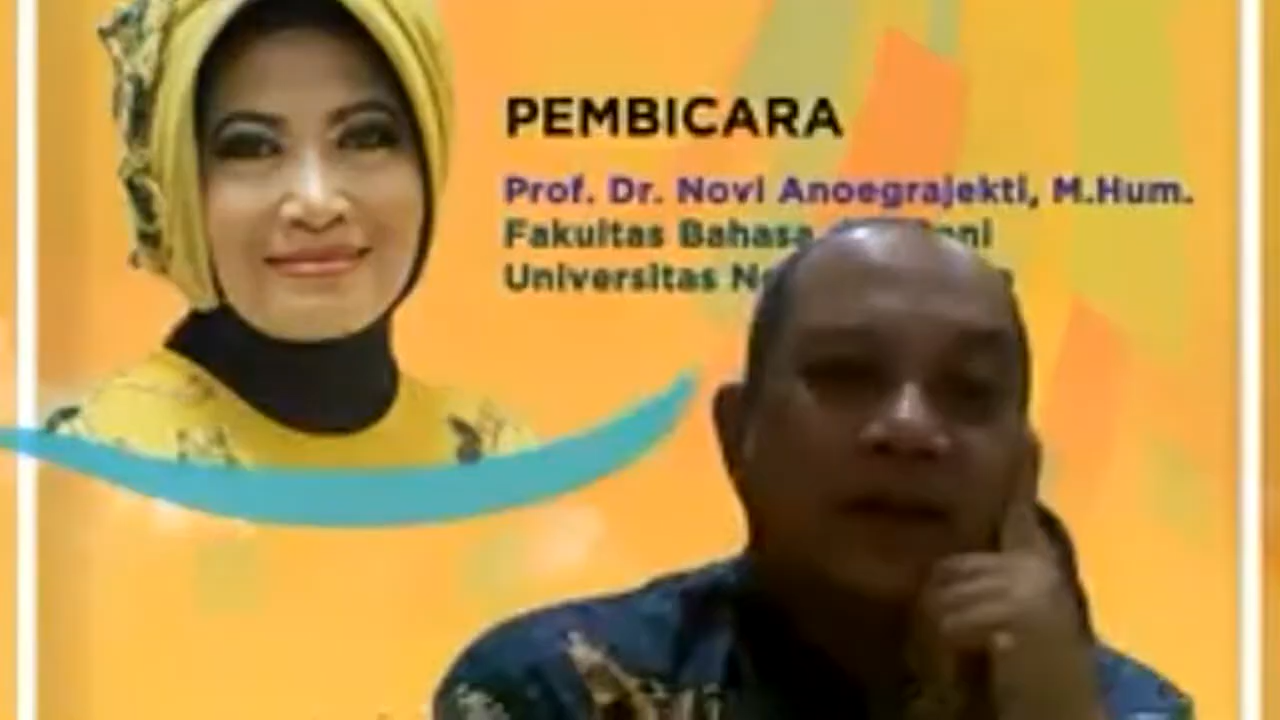 PEMBICARA
Prof. Dr. Novi Anoegrajekti, M.Hum.
Fakultas Bahasa
Universitas